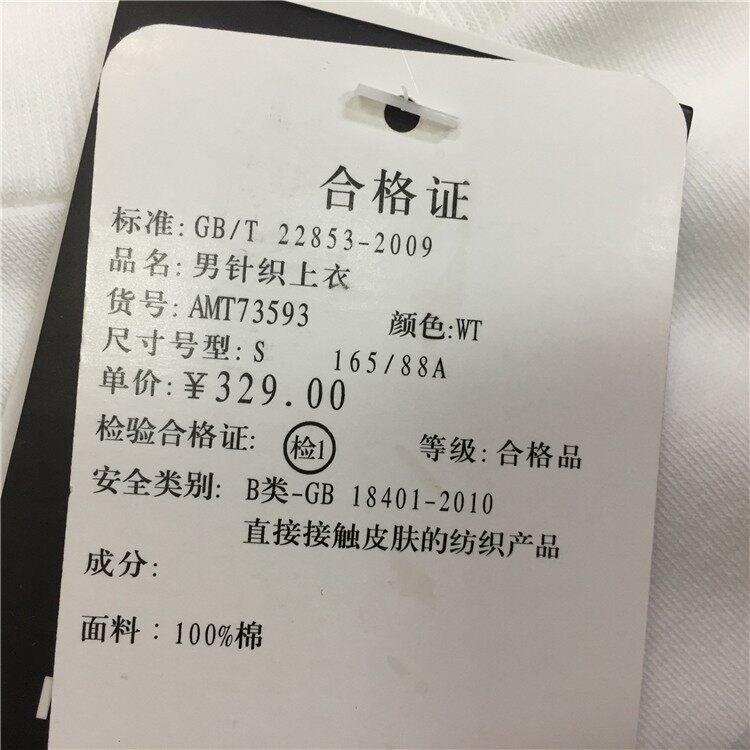 合格证
标准: GB/T 22853-2009
品名: 男针织上衣
货号: AMT73593 颜色: WT
尺寸号型: S 165/88A
单价: ¥329.00
检验合格证: 检1 等级: 合格品
安全类别: B类-GB 18401-2010
直接接触皮肤的纺织产品
成分:
面料：100%棉